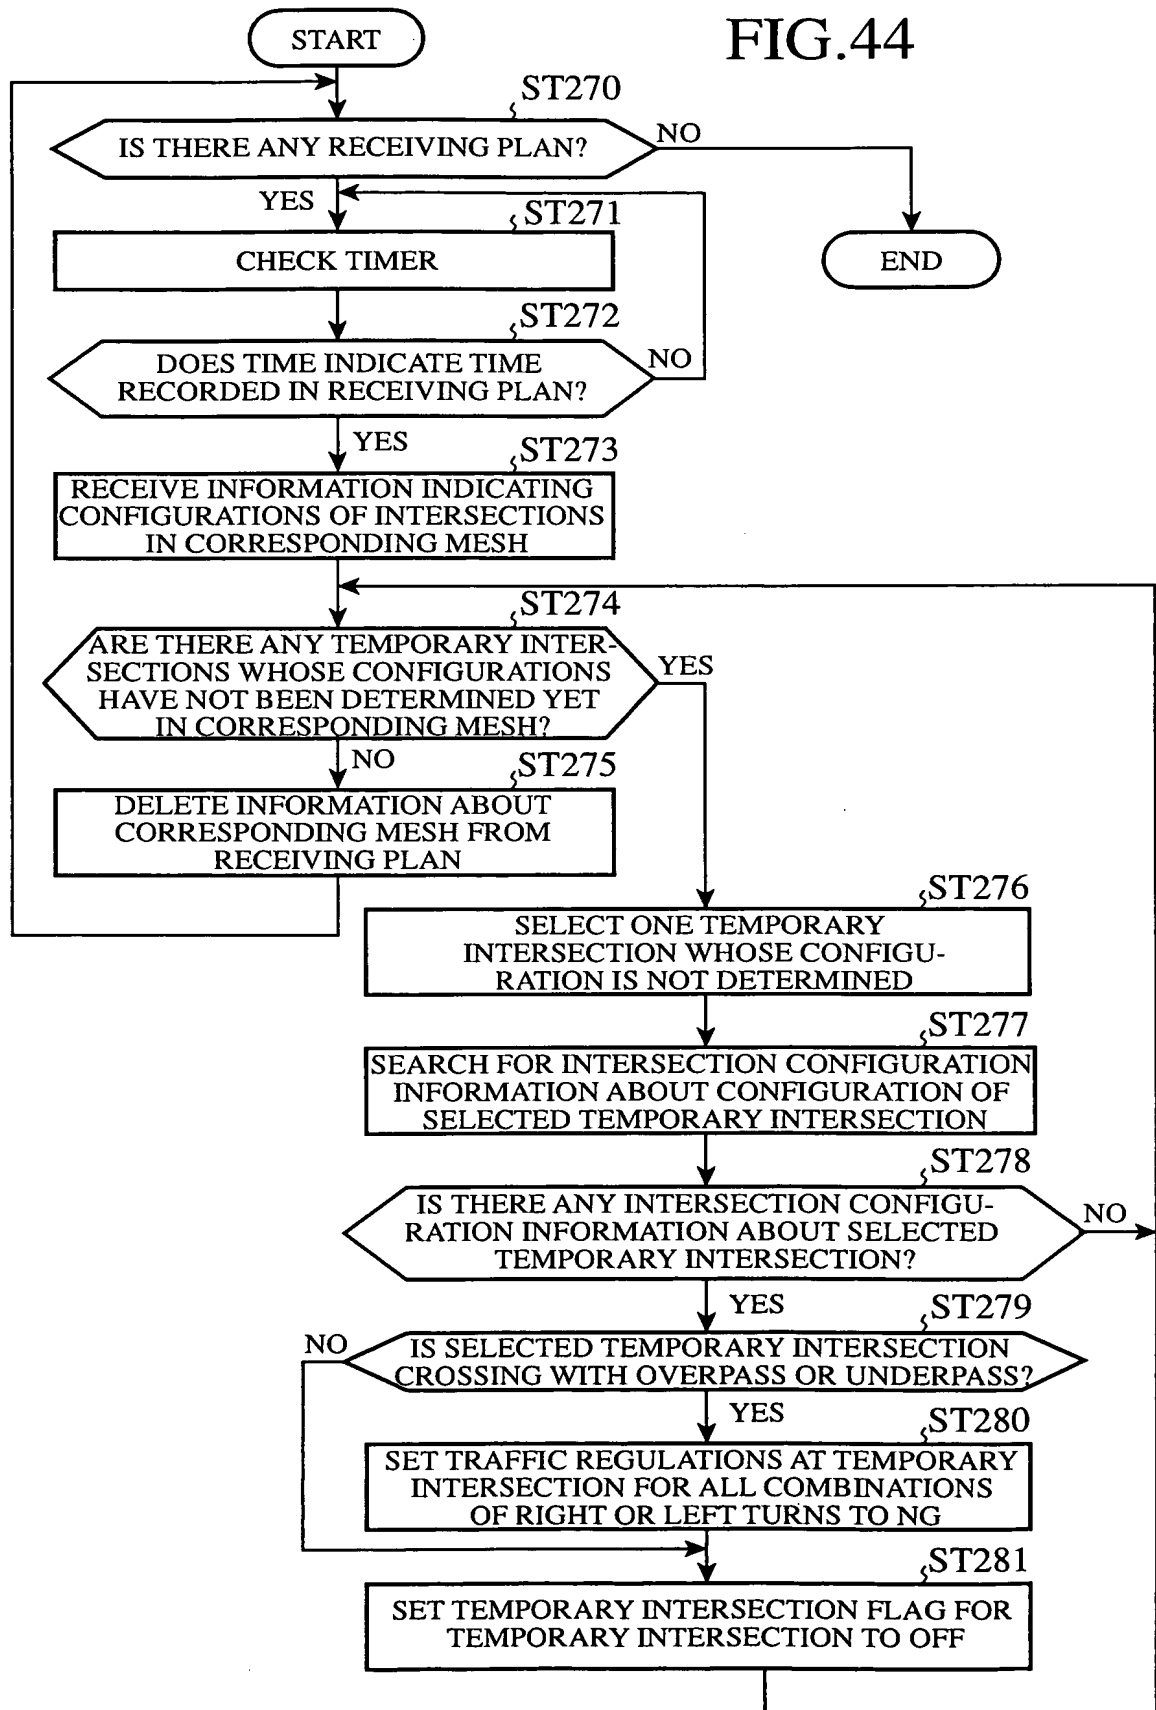 START
FIG.44
ST270
IS THERE ANY RECEIVING PLAN?
NO
YES
ST271
CHECK TIMER
END
ST272
DOES TIME INDICATE TIME
RECORDED IN RECEIVING PLAN?
NO
YES
ST273
RECEIVE INFORMATION INDICATING
CONFIGURATIONS OF INTERSECTIONS
IN CORRESPONDING MESH
ST274
ARE THERE ANY TEMPORARY INTER-
SECTIONS WHOSE CONFIGURATIONS
HAVE NOT BEEN DETERMINED YET
IN CORRESPONDING MESH?
YES
NO
ST275
DELETE INFORMATION ABOUT
CORRESPONDING MESH FROM
RECEIVING PLAN
ST276
SELECT ONE TEMPORARY
INTERSECTION WHOSE CONFIGU-
RATION IS NOT DETERMINED
ST277
SEARCH FOR INTERSECTION CONFIGURATION
INFORMATION ABOUT CONFIGURATION OF
SELECTED TEMPORARY INTERSECTION
ST278
IS THERE ANY INTERSECTION CONFIGU-
RATION INFORMATION ABOUT SELECTED
TEMPORARY INTERSECTION?
NO
YES
ST279
NO
IS SELECTED TEMPORARY INTERSECTION
CROSSING WITH OVERPASS OR UNDERPASS?
YES
ST280
SET TRAFFIC REGULATIONS AT TEMPORARY
INTERSECTION FOR ALL COMBINATIONS
OF RIGHT OR LEFT TURNS TO NG
ST281
SET TEMPORARY INTERSECTION FLAG FOR
TEMPORARY INTERSECTION TO OFF